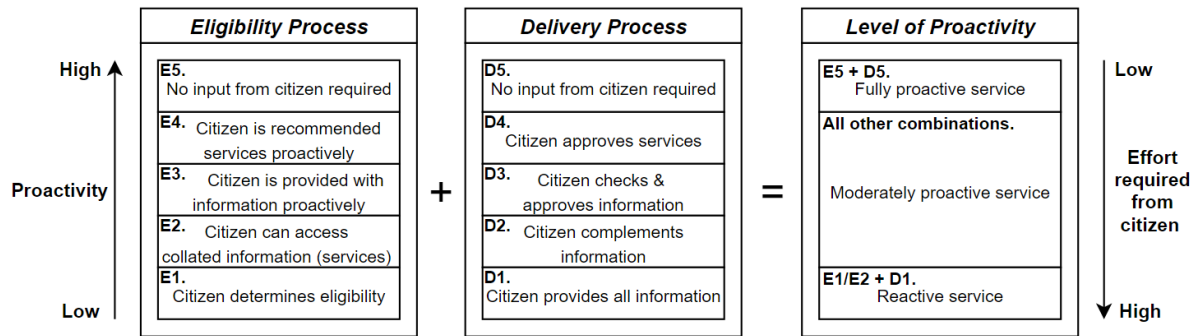 Eligibility Process
Delivery Process
Level of Proactivity
High
Proactivity
Low
E5.
No input from citizen required
E4.
Citizen is recommended
services proactively
E3.
Citizen is provided with
information proactively
E2.
Citizen can access
collated information (services)
E1.
Citizen determines eligibility
+
D5.
No input from citizen required
D4.
Citizen approves services
D3.
Citizen checks &
approves information
D2.
Citizen complements
information
D1.
Citizen provides all information
=
E5 + D5.
Fully proactive service
All other combinations.
Moderately proactive service
E1/E2 + D1.
Reactive service
Low
Effort
required
from
citizen
High